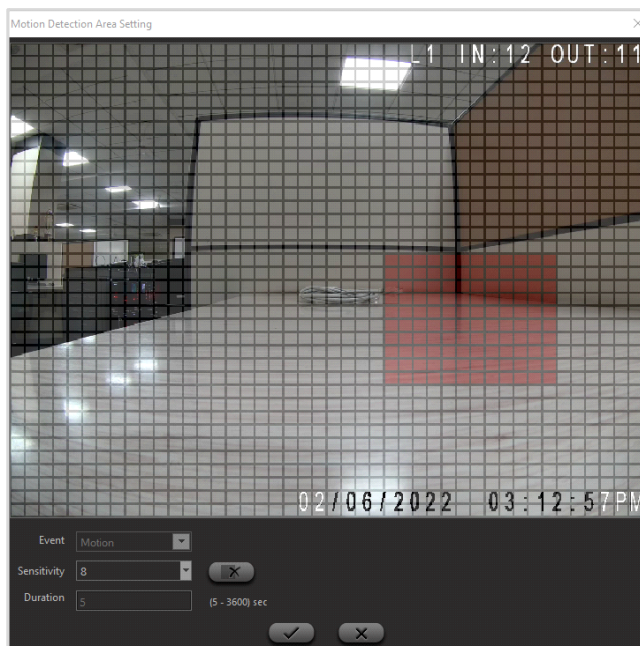 Motion Detection Area Setting
L1 IN:12 OUT:11
02/06/2022 03:12:57PM
Event Motion
Sensitivity 8
Duration 5 (5 - 3600) sec